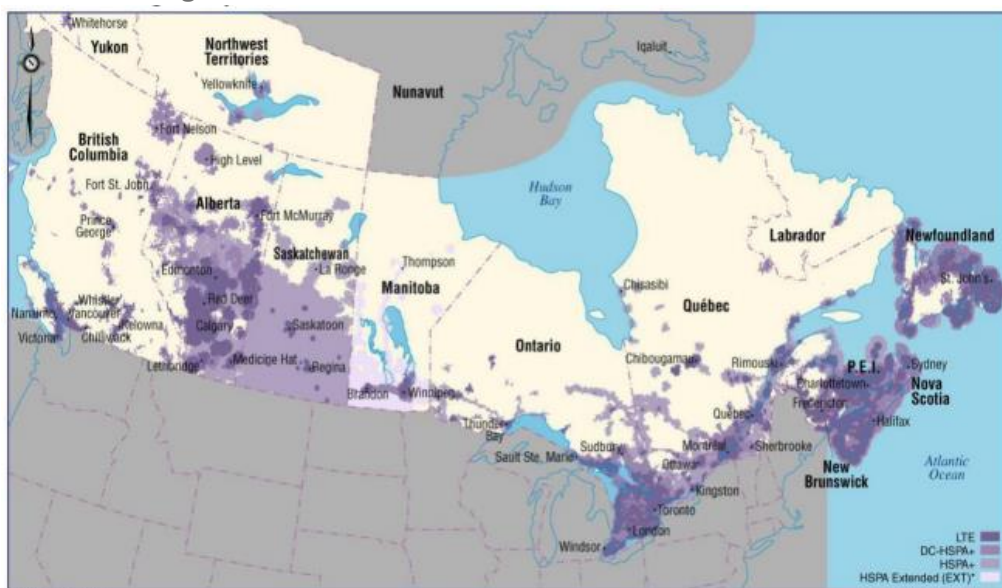 Whitehorse
Yukon
Northwest
Territories
Yellowknife
Nunavut
Iqaluit
British
Columbia
Fort Nelson
High Level
Fort St. John
Alberta
Fort McMurray
Prince
George
Saskatchewan
La Ronge
Thompson
Manitoba
Hudson
Bay
Labrador
Newfoundland
St. John's
Edmonton
Red Deer
Calgary
Saskatoon
Nanaimo
Whistler
Vancouver
Victoria
Chilliwack
Kelowna
Lethbridge
Medicine Hat
Regina
Brandon
Winnipeg
Ontario
Chisasibi
Québec
Chibougamau
Rimouski
P.E.I.
Sydney
Charlottetown
Nova
Scotia
Fredericton
Halifax
Thunder
Bay
Sudbury
Sault Ste. Marie
Québec
Montréal
Sherbrooke
Ottawa
Kingston
New
Brunswick
Toronto
London
Windsor
Atlantic
Ocean
LTE
DC-HSPA+
HSPA+
HSPA Extended (EXT)*